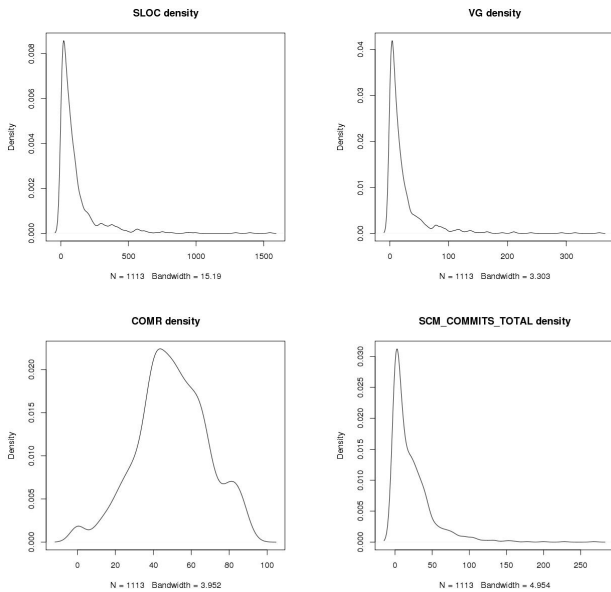 SLOC density
Density
0.000 0.002 0.004 0.006 0.008
0 500 1000 1500
N = 1113 Bandwidth = 15.19
VG density
Density
0.00 0.01 0.02 0.03 0.04
0 100 200 300
N = 1113 Bandwidth = 3.303
COMR density
Density
0.000 0.005 0.010 0.015 0.020
0 20 40 60 80 100
N = 1113 Bandwidth = 3.952
SCM_COMMITS_TOTAL density
Density
0.000 0.005 0.010 0.015 0.020 0.025 0.030
0 50 100 150 200 250
N = 1113 Bandwidth = 4.954